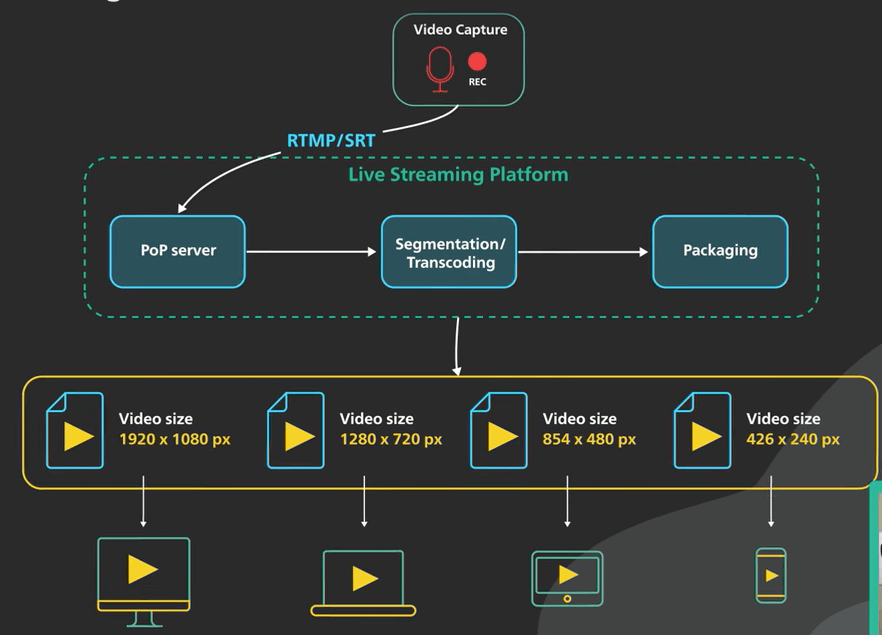 Video Capture
REC
RTMP/SRT
Live Streaming Platform
PoP server
Segmentation/
Transcoding
Packaging
Video size
1920 x 1080 px
Video size
1280 x 720 px
Video size
854 x 480 px
Video size
426 x 240 px